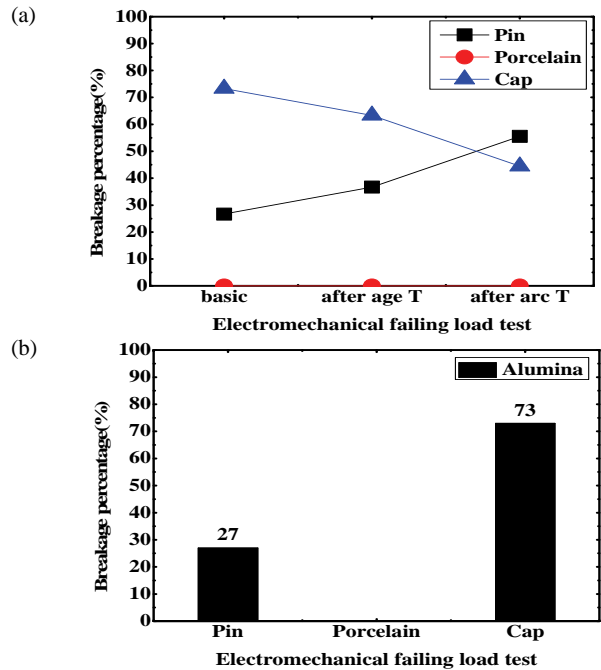 (a)
100
90
80
70
60
50
40
30
20
10
0
Breakage percentage(%)
Pin
Porcelain
Cap
basic after age T after arc T
Electromechanical failing load test
(b)
100
90
80
70
60
50
40
30
20
10
0
Breakage percentage(%)
Alumina
27
73
Pin Porcelain Cap
Electromechanical failing load test